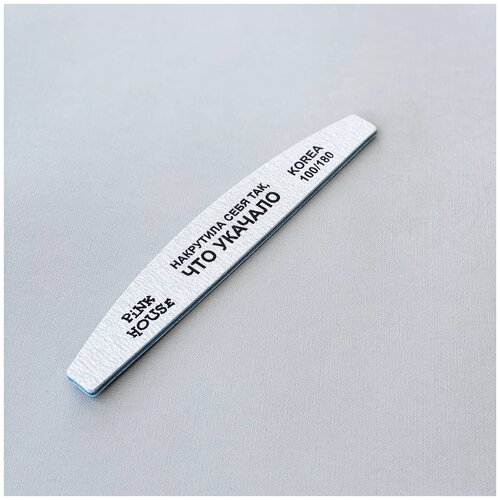 PiNK
HOUSE
НАКРУТИЛА СЕБЯ ТАК,
ЧТО УКАЧАЛО
KOREA
100/180